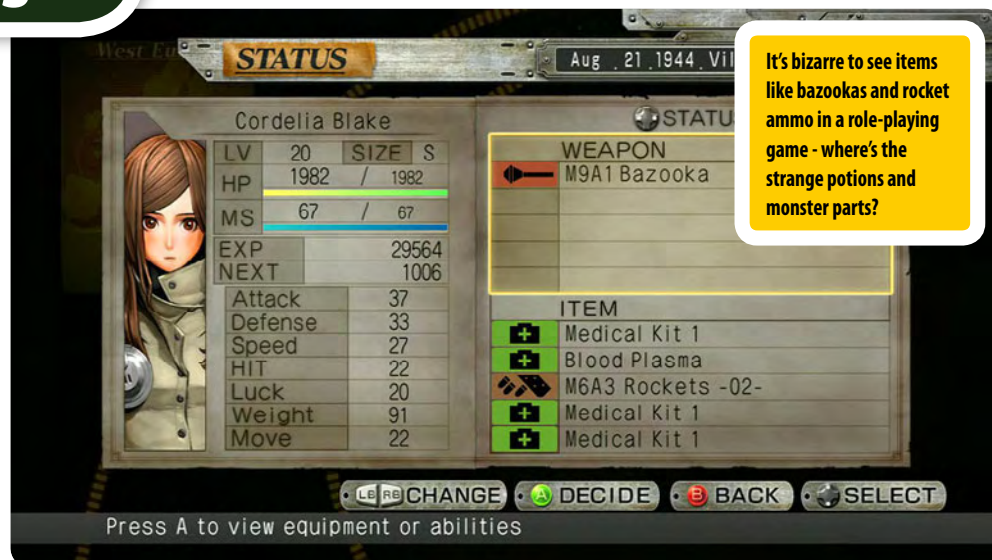 West Eu
STATUS
Aug . 21 .1944 Vil
It's bizarre to see items
like bazookas and rocket
ammo in a role-playing
game - where's the
strange potions and
monster parts?
Cordelia Blake
LV 20 SIZE S
HP 1982 / 1982
MS 67 / 67
EXP 29564
NEXT 1006
Attack 37
Defense 33
Speed 27
HIT 22
Luck 20
Weight 91
Move 22
STATU
WEAPON
M9A1 Bazooka
ITEM
Medical Kit 1
Blood Plasma
M6A3 Rockets -02-
Medical Kit 1
Medical Kit 1
LB RB CHANGE A DECIDE B BACK SELECT
Press A to view equipment or abilities